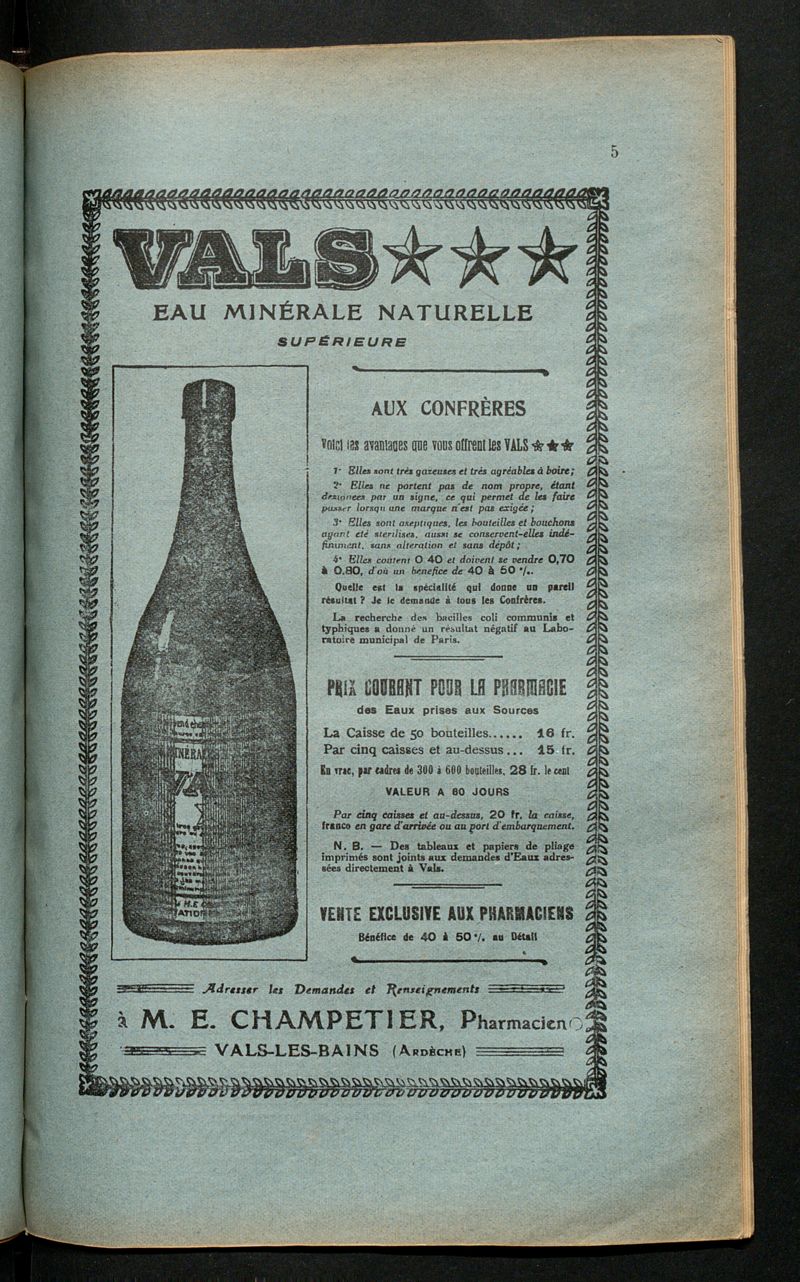 5
VALS
EAU MINÉRALE NATURELLE
SUPÉRIEURE
AUX CONFRÈRES
Voici les avantages que vous offrent les VALS ★ ★ ★
1° Elles sont très gazeuses et très agréables à boire;
2° Elles ne portent pas de nom propre, étant
designees par un signe, ce qui permet de les faire
passer lorsqu une marque n'est pas exigée;
3° Elles sont aseptiques, les bouteilles et bouchons
ayant été sterilisés, aussi se conservent-elles indé-
finiment, sans alteration et sans dépôt;
4° Elles coûtent 0 40 et doivent se vendre 0,70
à 0.80, d'où un benefice de 40 à 50 %.
Quelle est la spécialité qui donne un pareil
résultat ? Je le demande à tous les Confrères.
La recherche des bacilles coli communis et
typhiques a donné un résultat négatif au Labo-
ratoire municipal de Paris.
PRIX COURANT POUR LA PHARMACIE
des Eaux prises aux Sources
La Caisse de 50 bouteilles...... 16 fr.
Par cinq caisses et au-dessus... 15 fr.
En vrac, par cadres de 300 à 600 bouteilles, 28 fr. le cent
VALEUR A 60 JOURS
Par cinq caisses et au-dessus, 20 fr. la caisse,
franco en gare d'arrivée ou au port d'embarquement.
N. B. — Des tableaux et papiers de pliage
imprimés sont joints aux demandes d'Eaux adres-
sées directement à Vals.
VENTE EXCLUSIVE AUX PHARMACIENS
Bénéfice de 40 à 50 %, au Détail
Adresser les Demandes et Renseignements
à M. E. CHAMPETIER, Pharmacien
VALS-LES-BAINS (ARDÈCHE)